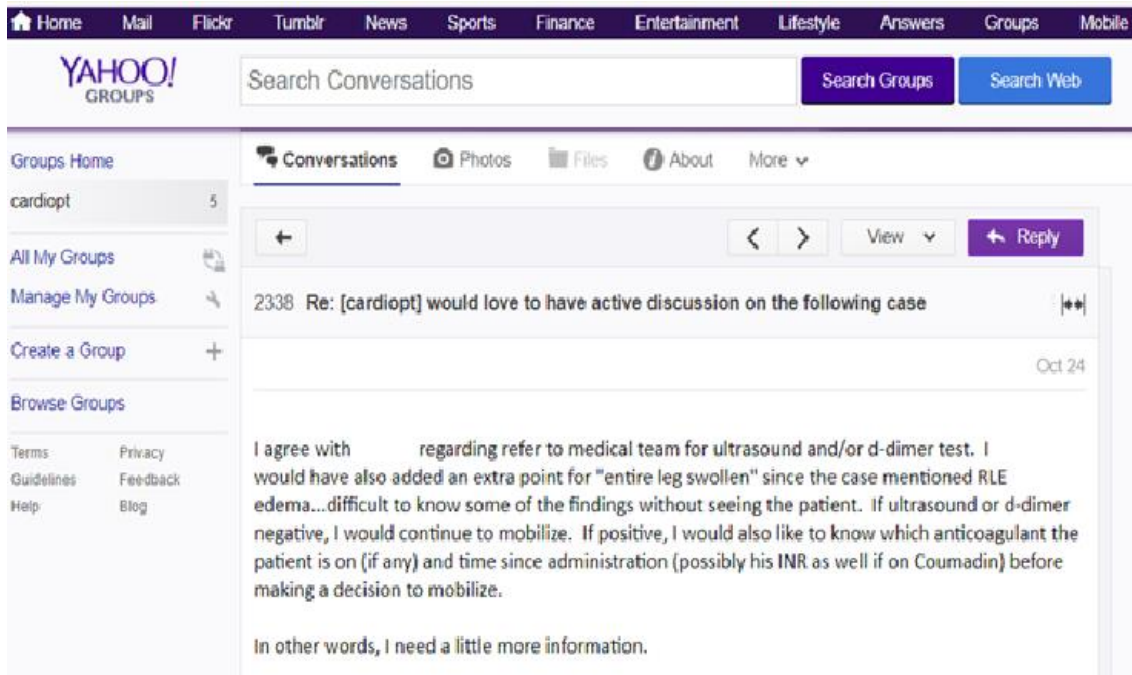 Home Mail Flickr Tumblr News Sports Finance Entertainment Lifestyle Answers Groups Mobile
YAHOO!
GROUPS
Search Conversations
Search Groups
Search Web
Groups Home
cardiopt 5
All My Groups
Manage My Groups
Create a Group
Browse Groups
Terms Privacy
Guidelines Feedback
Help Blog
Conversations Photos Files About More
View Reply
2338 Re: [cardiopt] would love to have active discussion on the following case
Oct 24
I agree with regarding refer to medical team for ultrasound and/or d-dimer test. I
would have also added an extra point for "entire leg swollen" since the case mentioned RLE
edema...difficult to know some of the findings without seeing the patient. If ultrasound or d-dimer
negative, I would continue to mobilize. If positive, I would also like to know which anticoagulant the
patient is on (if any) and time since administration (possibly his INR as well if on Coumadin) before
making a decision to mobilize.
In other words, I need a little more information.